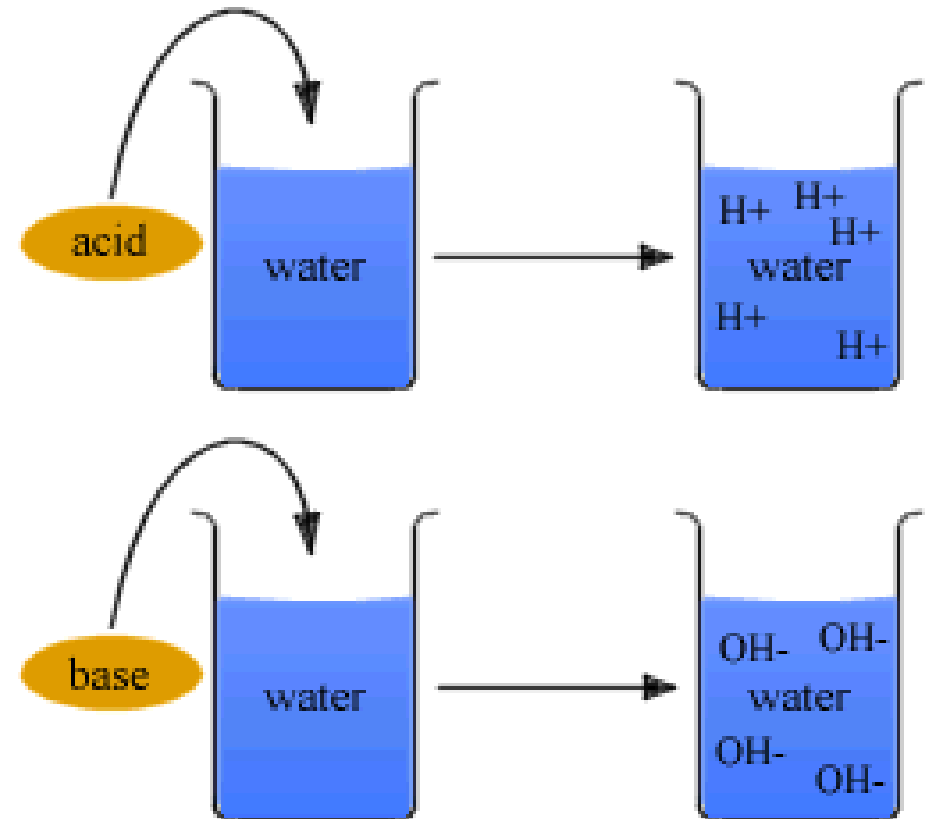 acid
water
H+
H+
H+
water
H+
H+
base
water
OH-
OH-
water
OH-
OH-